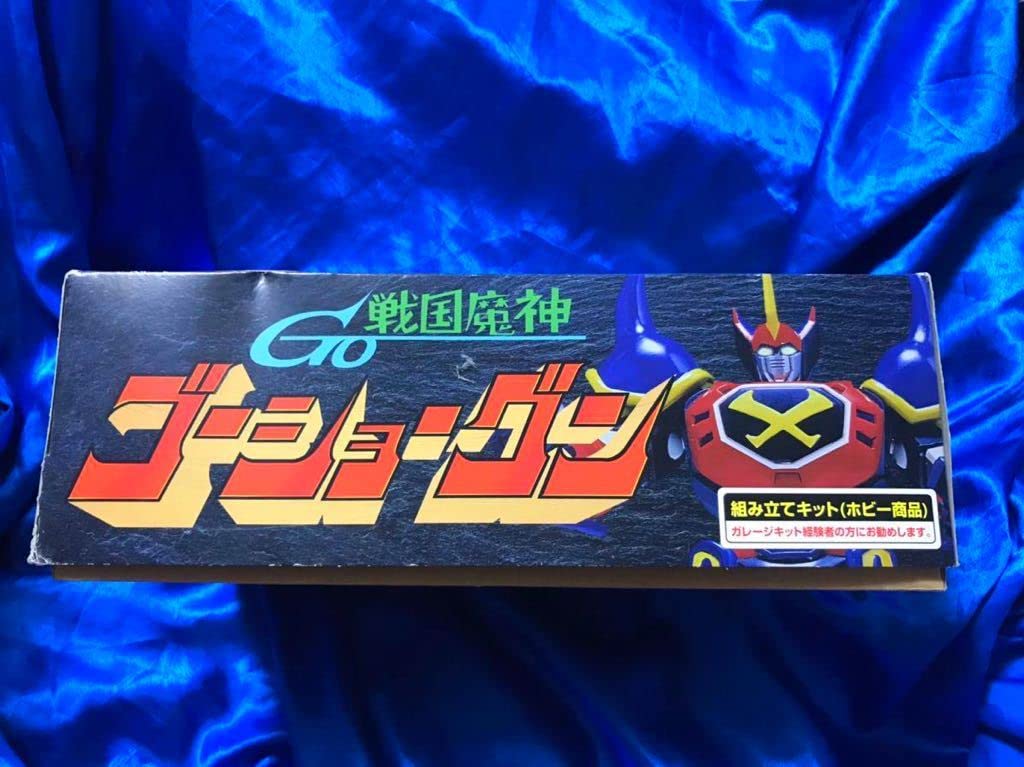 戦国魔神
Go
ゴーショーグン
組み立てキット(ホビー商品)
ガレージキット経験者の方にお勧めします。